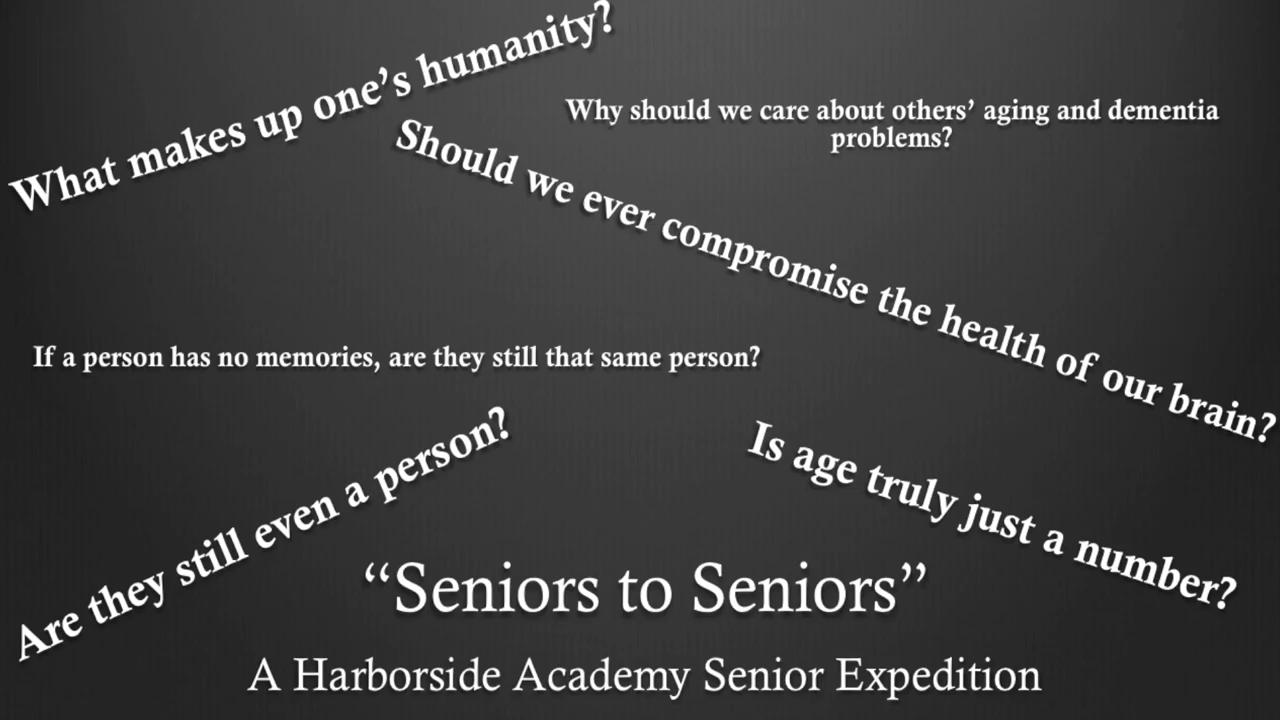 What makes up one’s humanity?
Why should we care about others’ aging and dementia
problems?
Should we ever compromise the health of our brain?
If a person has no memories, are they still that same person?
Are they still even a person?
Is age truly just a number?
“Seniors to Seniors”
A Harborside Academy Senior Expedition